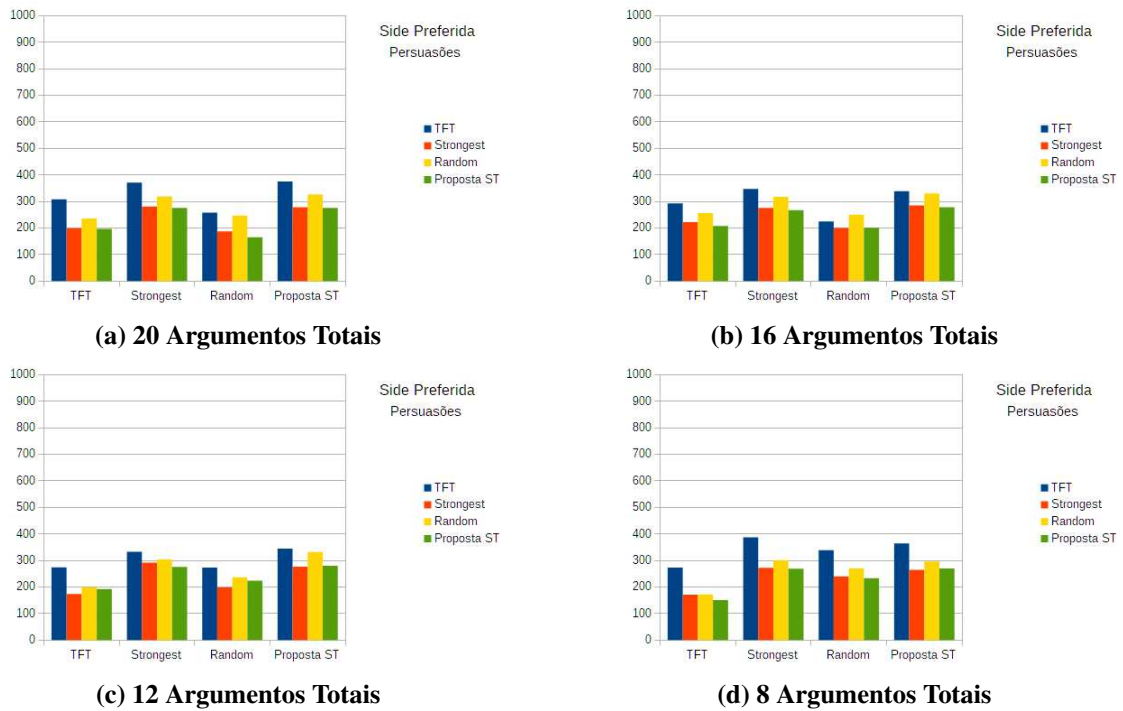 1000
900
800
700
600
500
400
300
200
100
0
TFT Strongest Random Proposta ST
Side Preferida
Persuasões
TFT
Strongest
Random
Proposta ST
(a) 20 Argumentos Totais
1000
900
800
700
600
500
400
300
200
100
0
TFT Strongest Random Proposta ST
Side Preferida
Persuasões
TFT
Strongest
Random
Proposta ST
(b) 16 Argumentos Totais
1000
900
800
700
600
500
400
300
200
100
0
TFT Strongest Random Proposta ST
Side Preferida
Persuasões
TFT
Strongest
Random
Proposta ST
(c) 12 Argumentos Totais
1000
900
800
700
600
500
400
300
200
100
0
TFT Strongest Random Proposta ST
Side Preferida
Persuasões
TFT
Strongest
Random
Proposta ST
(d) 8 Argumentos Totais